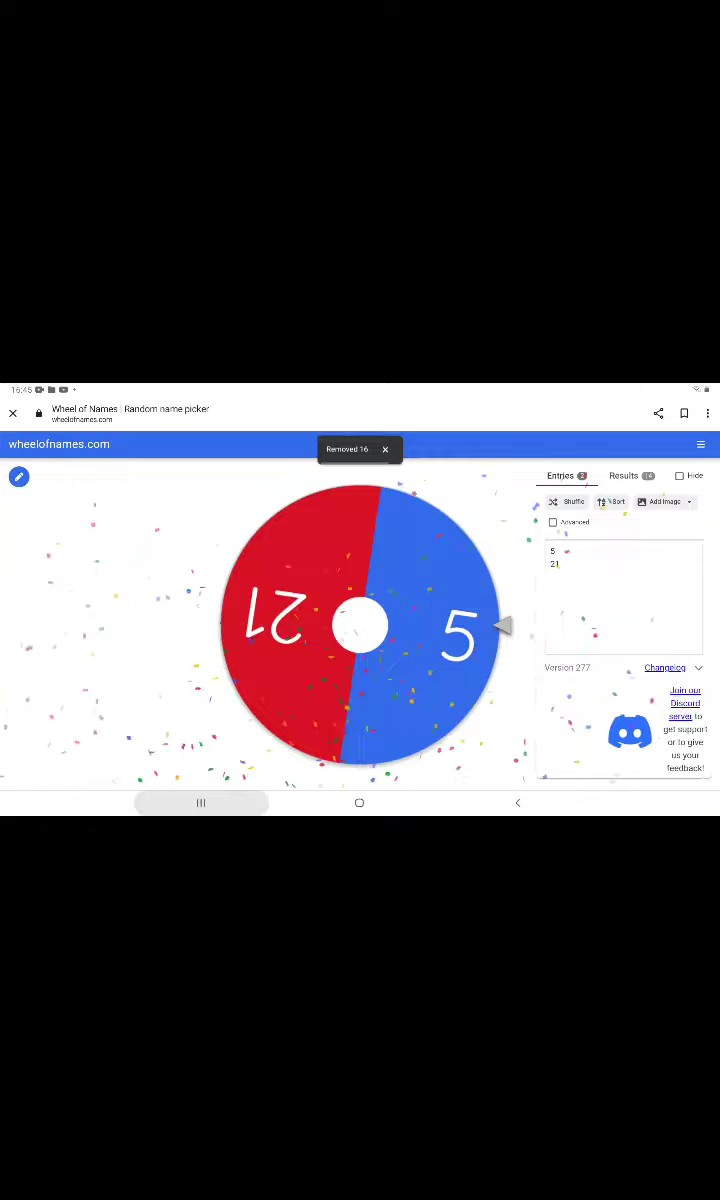 16:45
Wheel of Names | Random name picker
wheelofnames.com
wheelofnames.com
Removed 16
Entries 2 Results 14 Hide
Shuffle Sort Add image
Advanced
5
21
21
5
Version 277 Changelog
Join our
Discord
server to
get support
or to give
us your
feedback!